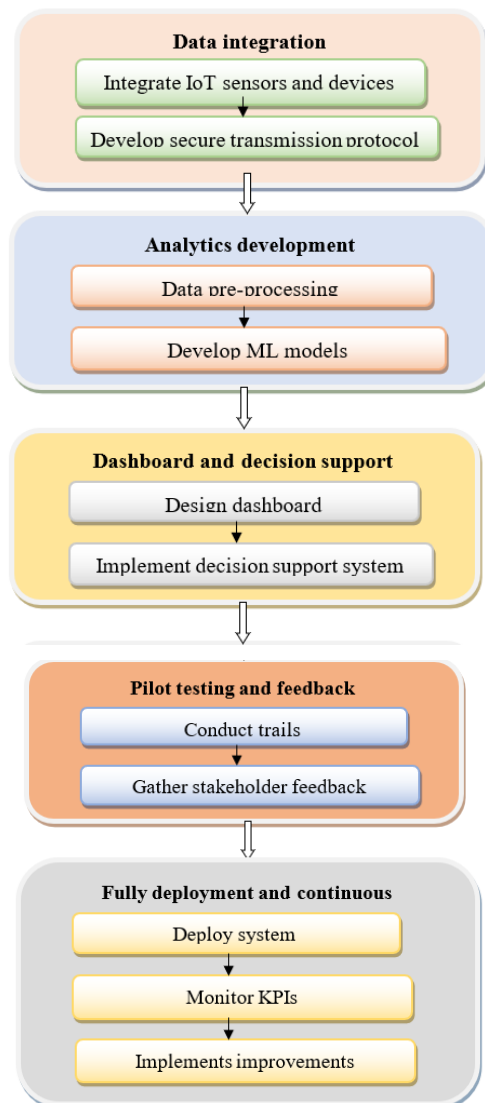 Data integration
Integrate IoT sensors and devices
Develop secure transmission protocol
Analytics development
Data pre-processing
Develop ML models
Dashboard and decision support
Design dashboard
Implement decision support system
Pilot testing and feedback
Conduct trails
Gather stakeholder feedback
Fully deployment and continuous
Deploy system
Monitor KPIs
Implements improvements